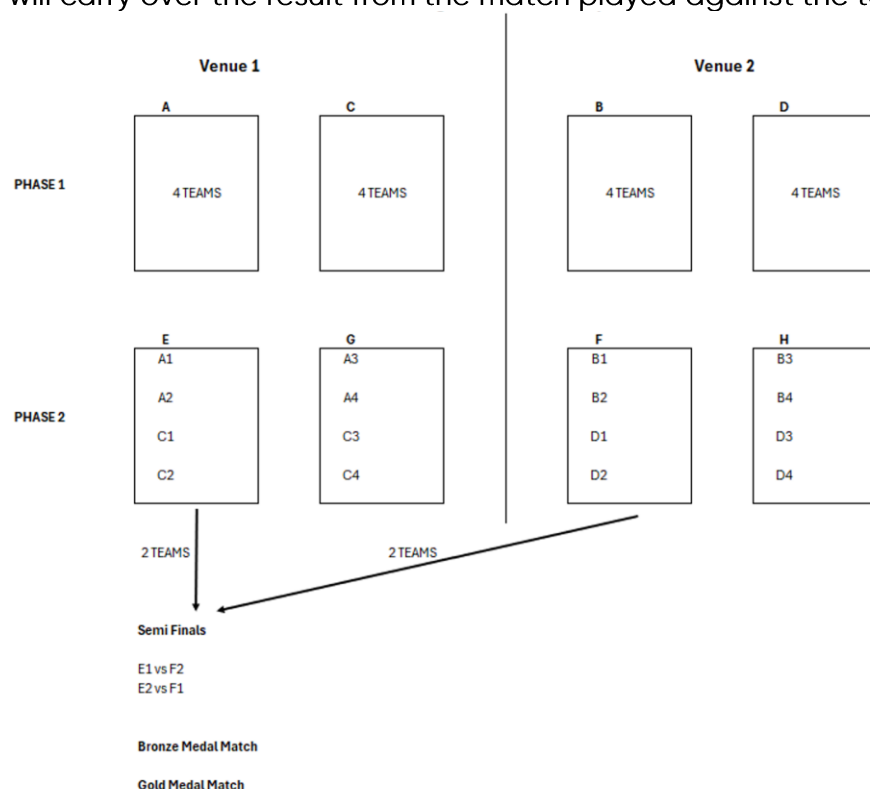 will carry over the result from the match played against the
Venue 1 Venue 2
A C B D
PHASE 1 4 TEAMS 4 TEAMS 4 TEAMS 4 TEAMS
E G F H
A1 A3 B1 B3
A2 A4 B2 B4
PHASE 2
C1 C3 D1 D3
C2 C4 D2 D4
2 TEAMS 2 TEAMS
Semi Finals
E1 vs F2
E2 vs F1
Bronze Medal Match
Gold Medal Match